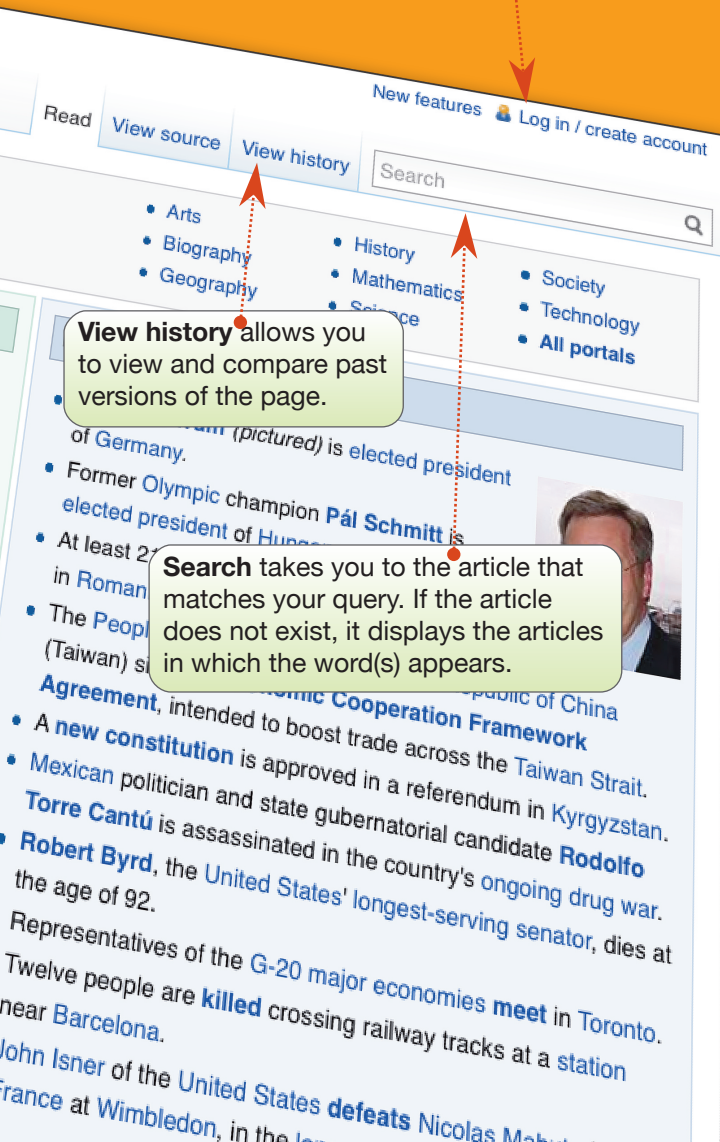 New features Log in / create account
Read View source View history Search
Arts
Biography
Geography
History
Mathematics
Science
Society
Technology
All portals
View history allows you
to view and compare past
versions of the page.
(pictured) is elected president
of Germany.
Former Olympic champion Pál Schmitt is
elected president of
At least
in
Search takes you to the article that
matches your query. If the article
does not exist, it displays the articles
in which the word(s) appears.
The
(Taiwan) of China
Cooperation Framework
Agreement, intended to boost trade across the Taiwan Strait.
A new constitution is approved in a referendum in Kyrgyzstan.
Mexican politician and state gubernatorial candidate Rodolfo
Torre Cantú is assassinated in the country's ongoing drug war.
Robert Byrd, the United States' longest-serving senator, dies at
the age of 92.
Representatives of the G-20 major economies meet in Toronto.
Twelve people are killed crossing railway tracks at a station
near Barcelona.
John Isner of the United States defeats Nicolas
France at Wimbledon, in the